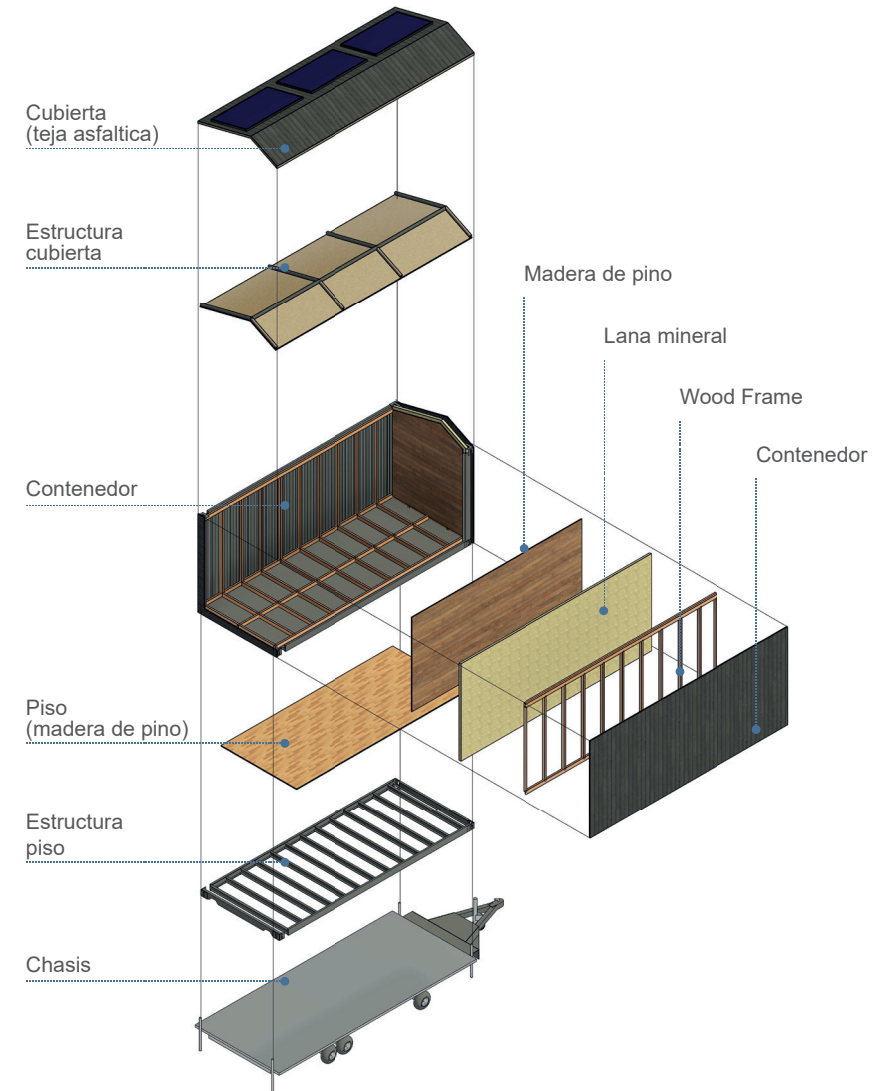 Cubierta
(teja asfaltica)
Estructura
cubierta
Madera de pino
Lana mineral
Wood Frame
Contenedor
Contenedor
Piso
(madera de pino)
Estructura
piso
Chasis